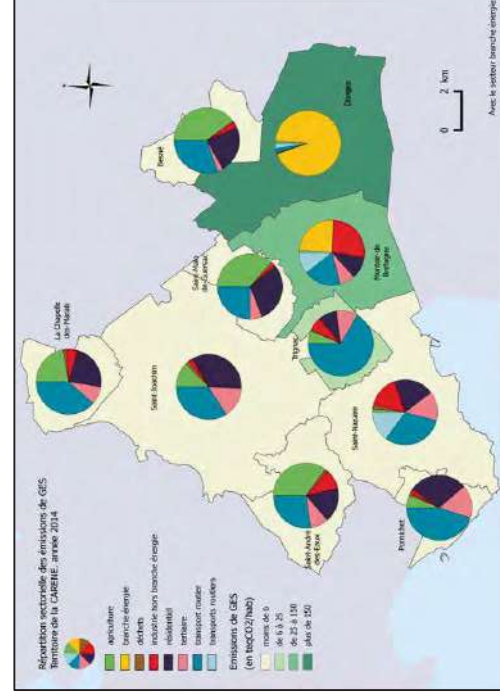 Répartition sectorielle des émissions de GES
Territoire de la CARENE, année 2014
agriculture
branche énergie
déchets
industrie hors branche énergie
résidentiel
tertiaire
transport routier
transports routiers
Emissions de GES
(en teqCO2/hab)
moins de 6
de 6 à 25
de 25 à 150
plus de 150
La Chapelle
des-Marais
Saint-Joachim
Saint-Malo
de-Guersac
Besné
Donges
Montoir-de
Bretagne
Trignac
Saint-André
des-Eaux
Saint-Nazaire
Pornichet
0 2 km
Avec le secteur branche énergie